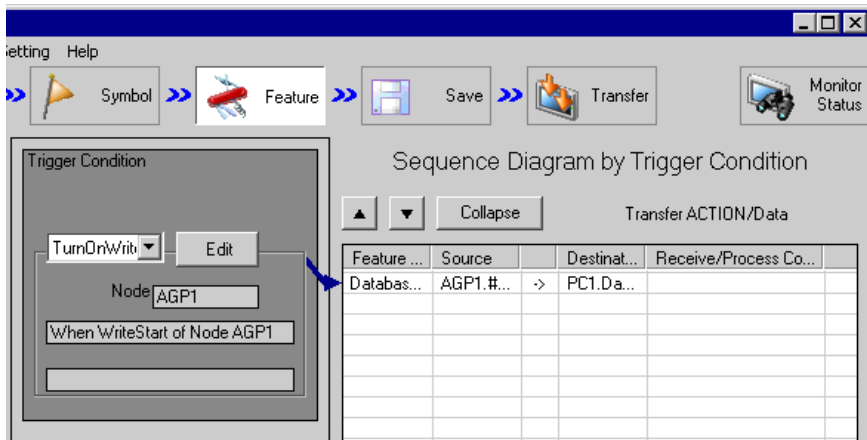 Setting Help
Symbol Feature Save Transfer Monitor Status
Trigger Condition
Sequence Diagram by Trigger Condition
Collapse Transfer ACTION/Data
TurnOnWrit Edit
Feature ... Source Destinat... Receive/Process Co...
Databas... AGP1.#... -> PC1.Da...
Node AGP1
When WriteStart of Node AGP1